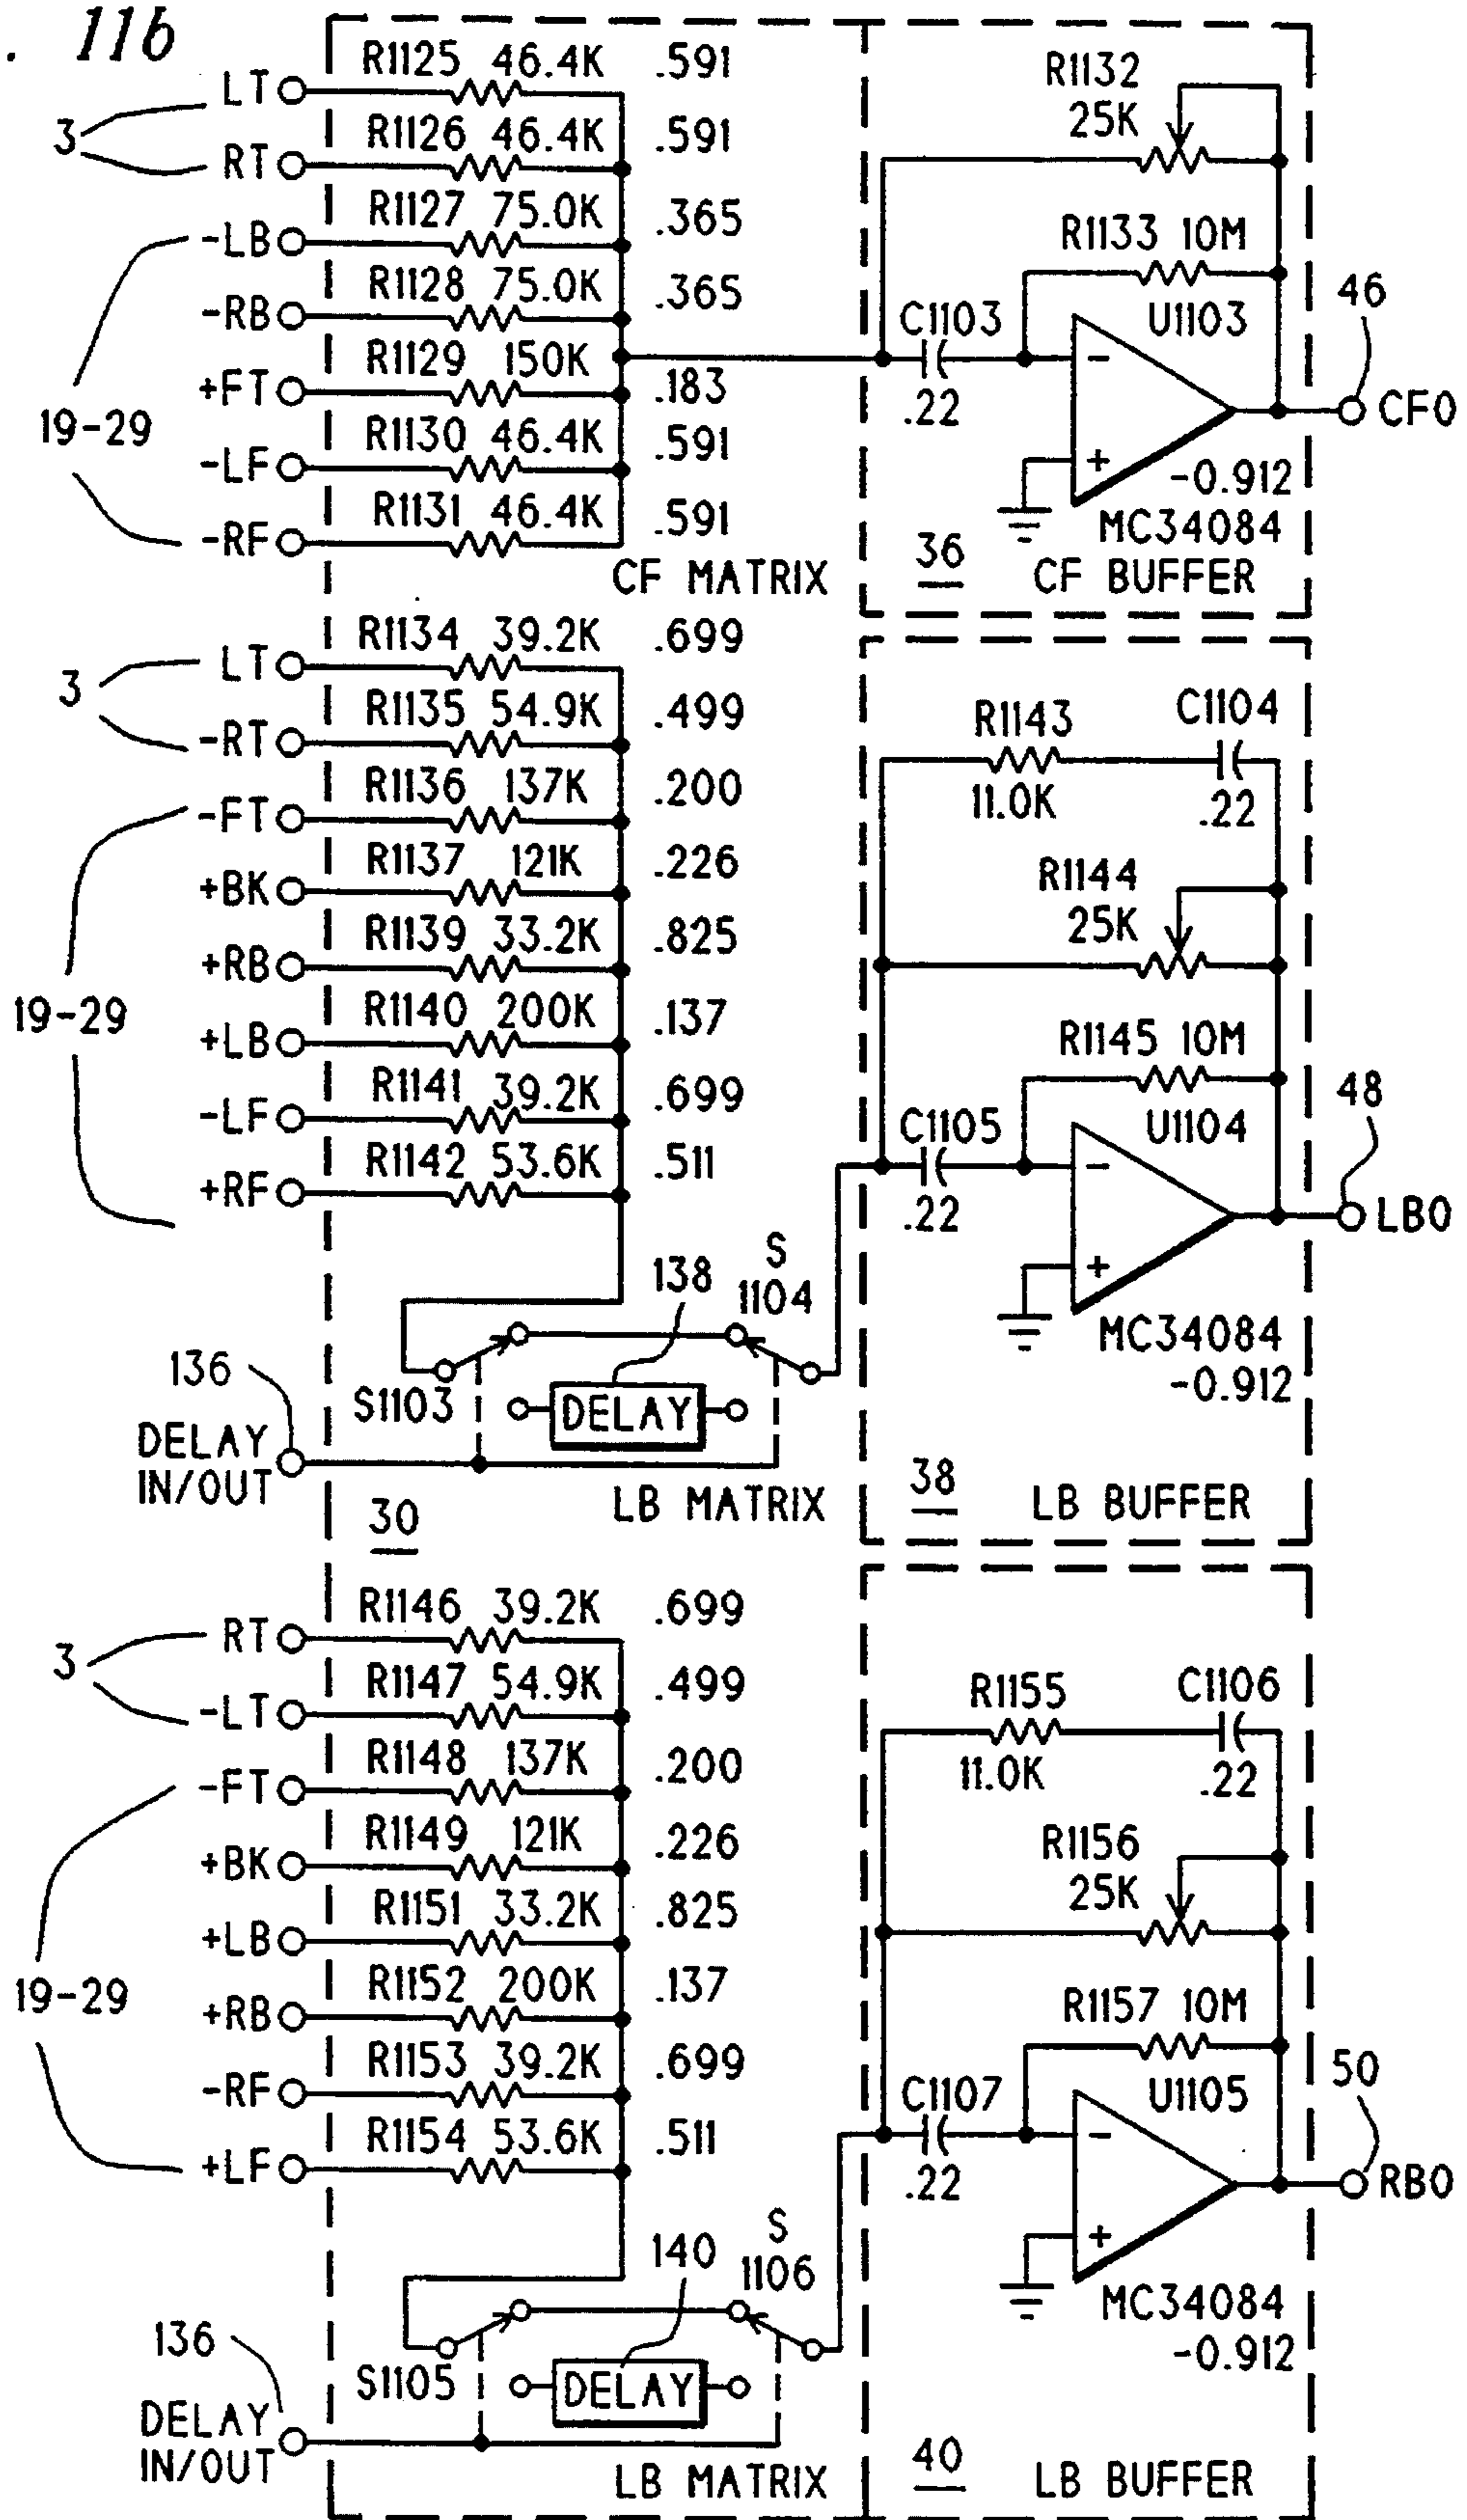 . 11b
LT R1125 46.4K .591
3
RT R1126 46.4K .591
-LB R1127 75.0K .365
-RB R1128 75.0K .365
+FT R1129 150K .183
19-29
-LF R1130 46.4K .591
-RF R1131 46.4K .591
CF MATRIX
R1132
25K
R1133 10M
C1103
.22
U1103
-
+
-0.912
MC34084
46
CFO
36 CF BUFFER
LT R1134 39.2K .699
3
-RT R1135 54.9K .499
-FT R1136 137K .200
+BK R1137 121K .226
+RB R1139 33.2K .825
19-29
+LB R1140 200K .137
-LF R1141 39.2K .699
+RF R1142 53.6K .511
R1143
11.0K
C1104
.22
R1144
25K
R1145 10M
C1105
.22
U1104
-
+
MC34084
-0.912
48
LBO
138
S
1104
S1103
DELAY
136
DELAY
IN/OUT
30
LB MATRIX
38 LB BUFFER
RT R1146 39.2K .699
3
-LT R1147 54.9K .499
-FT R1148 137K .200
+BK R1149 121K .226
+LB R1151 33.2K .825
19-29
+RB R1152 200K .137
-RF R1153 39.2K .699
+LF R1154 53.6K .511
R1155
11.0K
C1106
.22
R1156
25K
R1157 10M
C1107
.22
U1105
-
+
MC34084
-0.912
50
RBO
140
S
1106
S1105
DELAY
136
DELAY
IN/OUT
LB MATRIX
40 LB BUFFER